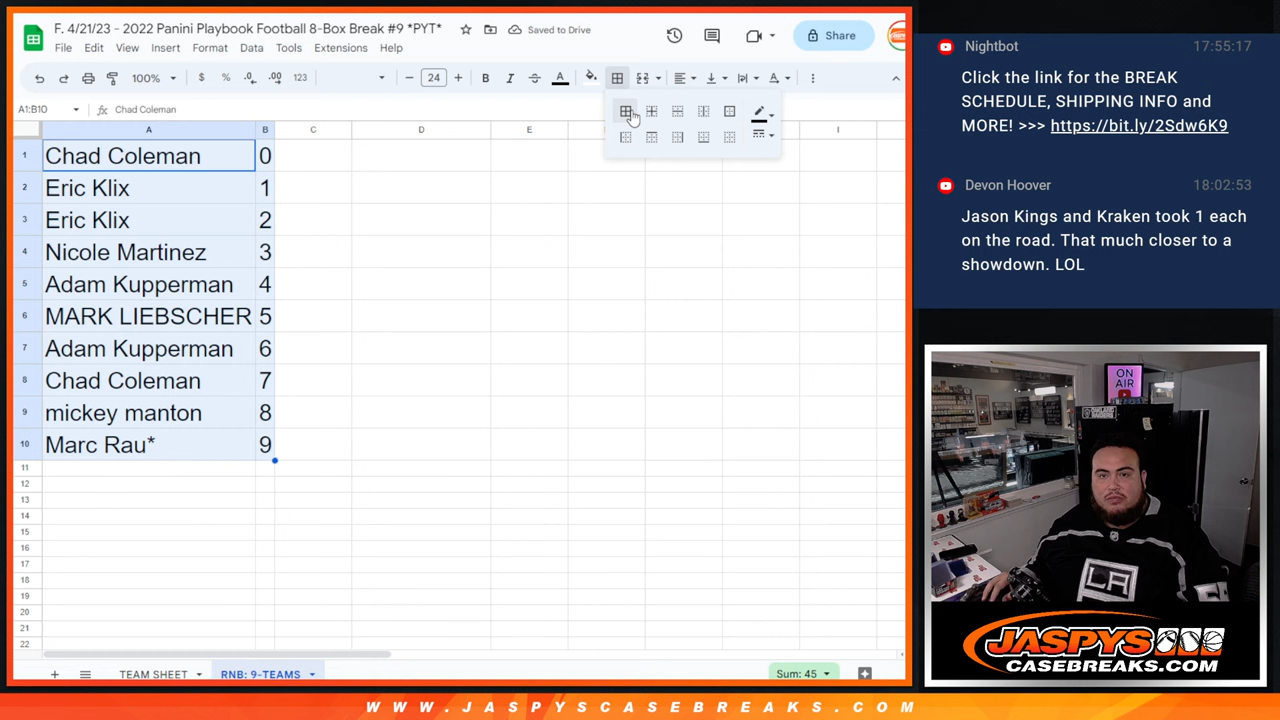 F. 4/21/23 - 2022 Panini Playbook Football 8-Box Break #9 *PYT*
Saved to Drive
Share
File Edit View Insert Format Data Tools Extensions Help
100% $ % .0 .00 123 24 B I A
A1:B10 fx Chad Coleman
A B C D E I
1 Chad Coleman 0
2 Eric Klix 1
3 Eric Klix 2
4 Nicole Martinez 3
5 Adam Kupperman 4
6 MARK LIEBSCHER 5
7 Adam Kupperman 6
8 Chad Coleman 7
9 mickey manton 8
10 Marc Rau* 9
11
12
13
14
15
16
17
18
19
20
21
22
TEAM SHEET RNB: 9-TEAMS Sum: 45
Nightbot 17:55:17
Click the link for the BREAK
SCHEDULE, SHIPPING INFO and
MORE! >>> https://bit.ly/2Sdw6K9
Devon Hoover 18:02:53
Jason Kings and Kraken took 1 each
on the road. That much closer to a
showdown. LOL
ON
AIR
LA
JASPYS
CASEBREAKS.COM
WWW.JASPYSCASEBREAKS.COM